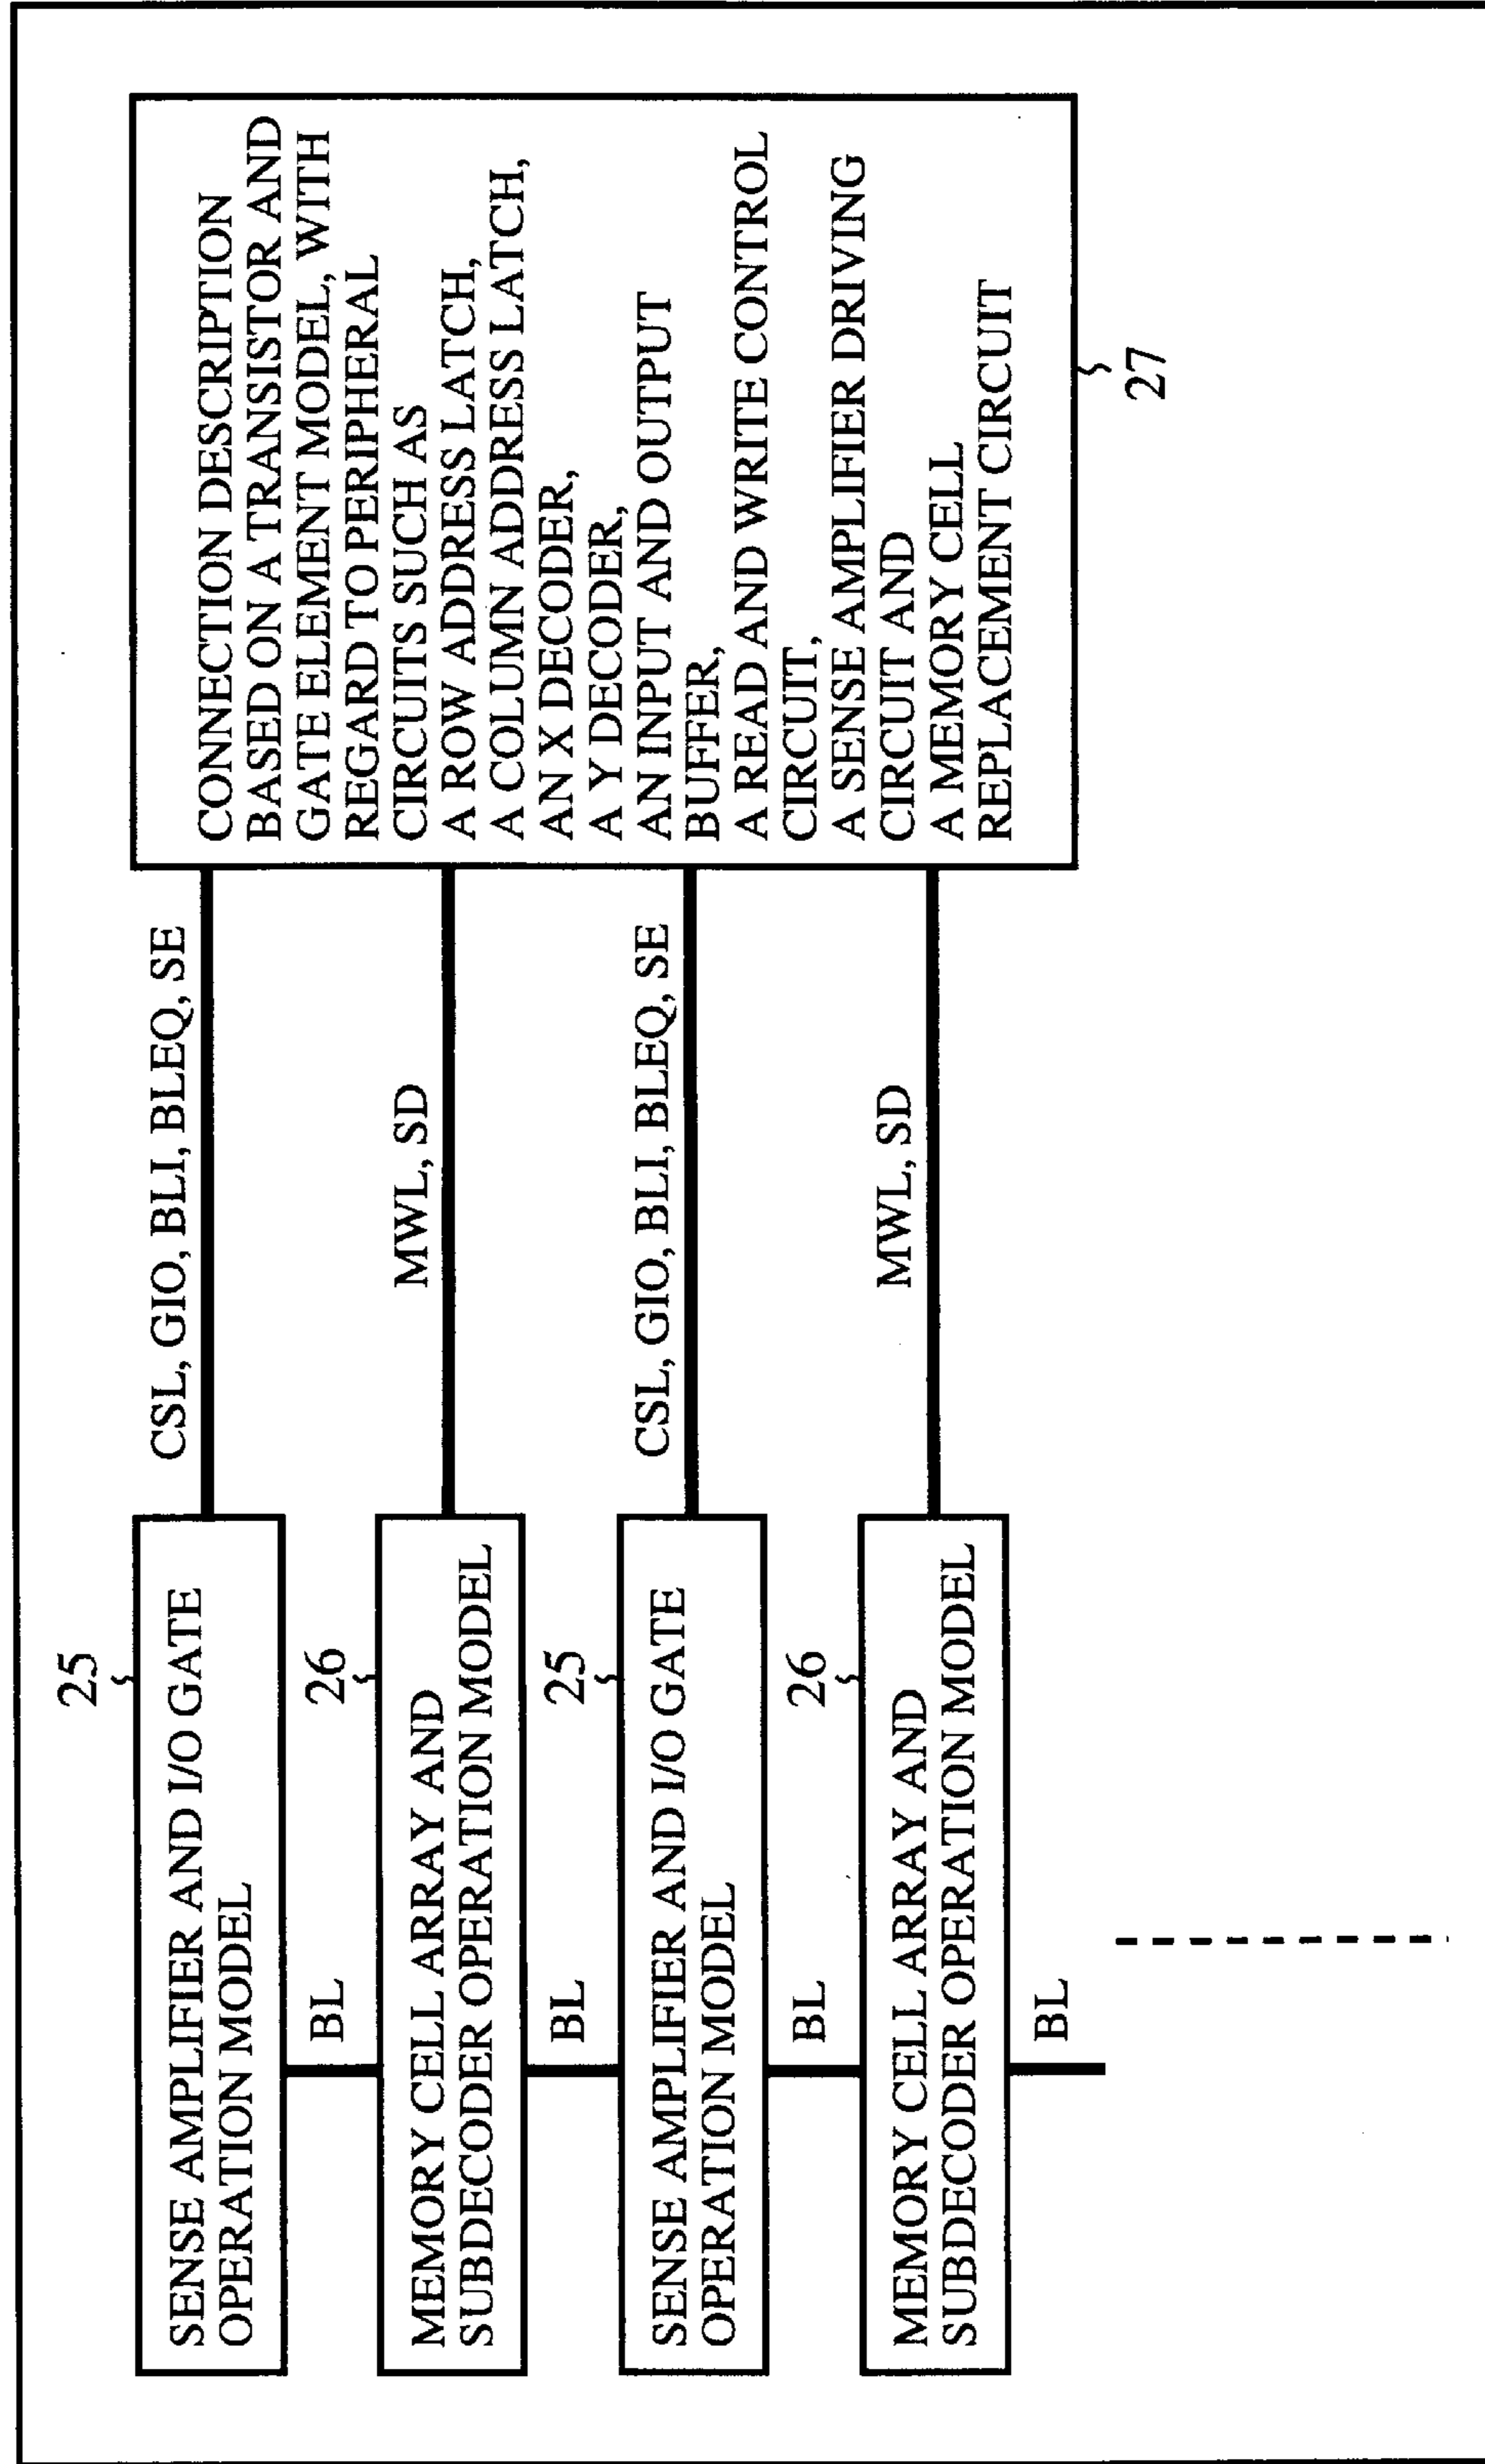 25
SENSE AMPLIFIER AND I/O GATE
OPERATION MODEL
CSL, GIO, BLI, BLEQ, SE
BL
26
MEMORY CELL ARRAY AND
SUBDECODER OPERATION MODEL
MWL, SD
BL
25
SENSE AMPLIFIER AND I/O GATE
OPERATION MODEL
CSL, GIO, BLI, BLEQ, SE
BL
26
MEMORY CELL ARRAY AND
SUBDECODER OPERATION MODEL
MWL, SD
BL
CONNECTION DESCRIPTION
BASED ON A TRANSISTOR AND
GATE ELEMENT MODEL, WITH
REGARD TO PERIPHERAL
CIRCUITS SUCH AS
A ROW ADDRESS LATCH,
A COLUMN ADDRESS LATCH,
AN X DECODER,
A Y DECODER,
AN INPUT AND OUTPUT
BUFFER,
A READ AND WRITE CONTROL
CIRCUIT,
A SENSE AMPLIFIER DRIVING
CIRCUIT AND
A MEMORY CELL
REPLACEMENT CIRCUIT
27